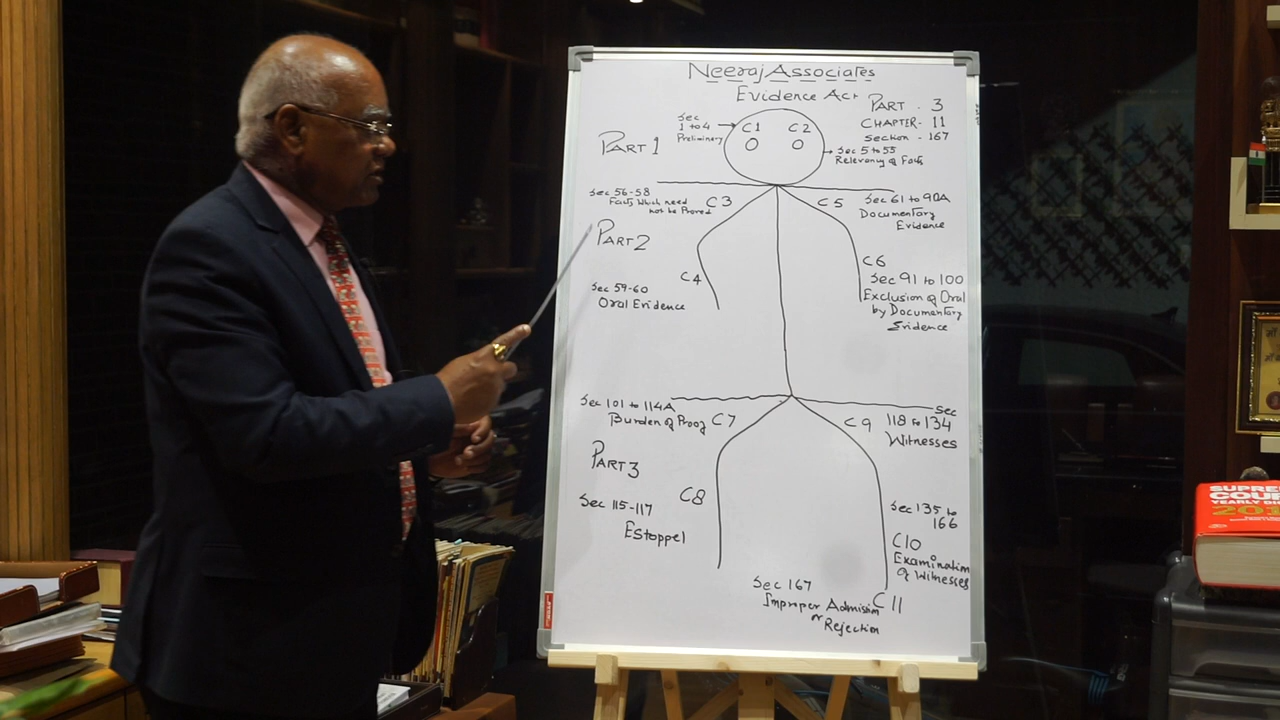 Neeraj Associates
Evidence Act
PART - 3
CHAPTER - 11
Section - 167
Sec
1 to 4
Preliminary
C1 C2
Sec 5 to 55
Relevancy of Facts
PART 1
Sec 56-58
Facts which need
not be Proved
C3
C5
Sec 61 to 90A
Documentary
Evidence
PART 2
C4
Sec 59-60
Oral Evidence
C6
Sec 91 to 100
Exclusion of Oral
by Documentary
Evidence
Sec 101 to 114A
Burden of Proof
C7
C9
Sec
118 to 134
Witnesses
PART 3
C8
Sec 115-117
Estoppel
Sec 135 to
166
C10
Examination
of Witnesses
C11
Sec 167
Improper Admission
or
Rejection
SUPRE
COU
YEARLY DI
201